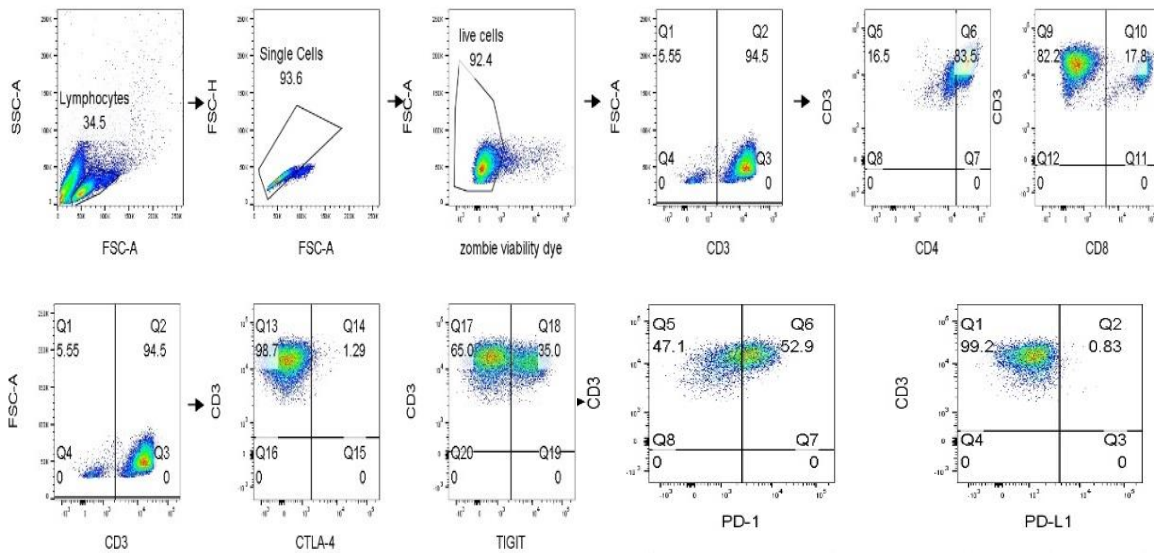 SSC-A
Lymphocytes
34.5
FSC-A
FSC-H
Single Cells
93.6
FSC-A
FSC-A
live cells
92.4
zombie viability dye
FSC-A
Q1
5.55
Q2
94.5
Q4
0
Q3
0
CD3
CD3
Q5
16.5
Q6
83.5
Q8
0
Q7
0
CD4
CD3
Q9
82.2
Q10
17.8
Q12
0
Q11
0
CD8
FSC-A
Q1
5.55
Q2
94.5
Q4
0
Q3
0
CD3
CD3
Q13
98.7
Q14
1.29
Q16
0
Q15
0
CTLA-4
CD3
Q17
65.0
Q18
35.0
Q20
0
Q19
0
TIGIT
CD3
Q5
47.1
Q6
52.9
Q8
0
Q7
0
PD-1
CD3
Q1
99.2
Q2
0.83
Q4
0
Q3
0
PD-L1